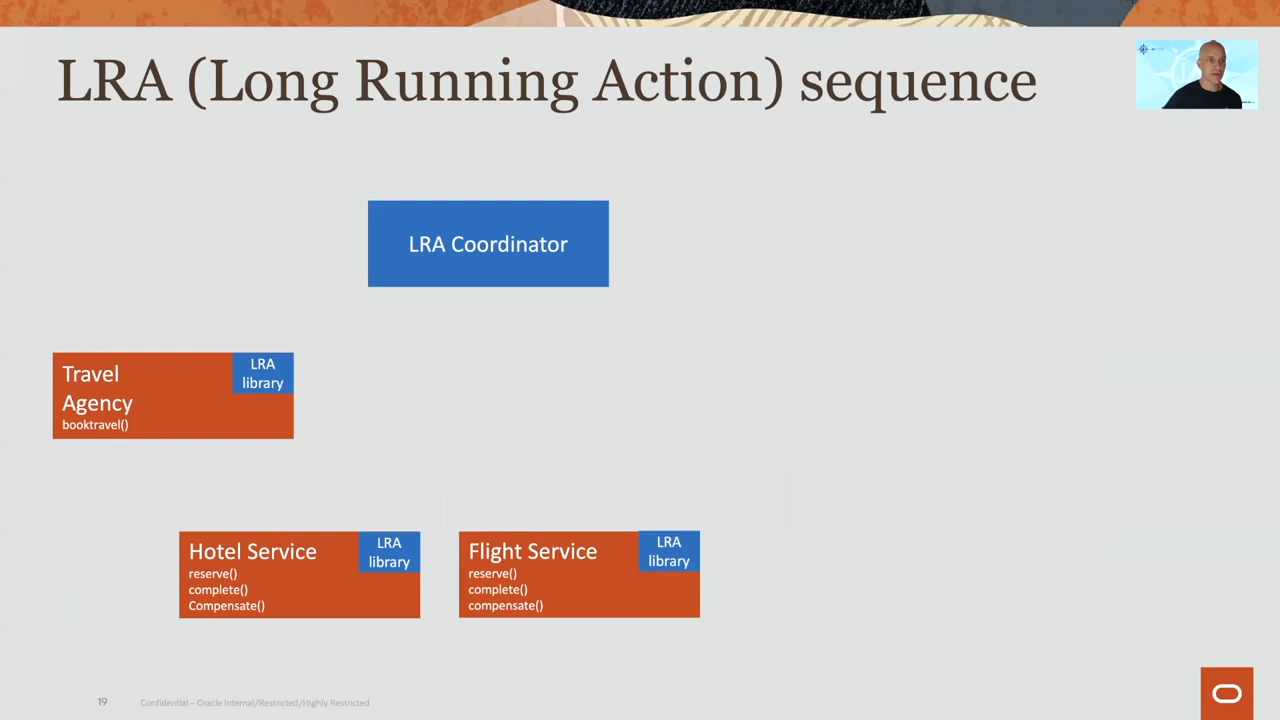 LRA (Long Running Action) sequence
LRA Coordinator
Travel
Agency
booktravel()
LRA
library
Hotel Service
reserve()
complete()
Compensate()
LRA
library
Flight Service
reserve()
complete()
compensate()
LRA
library
19
Confidential – Oracle Internal/Restricted/Highly Restricted